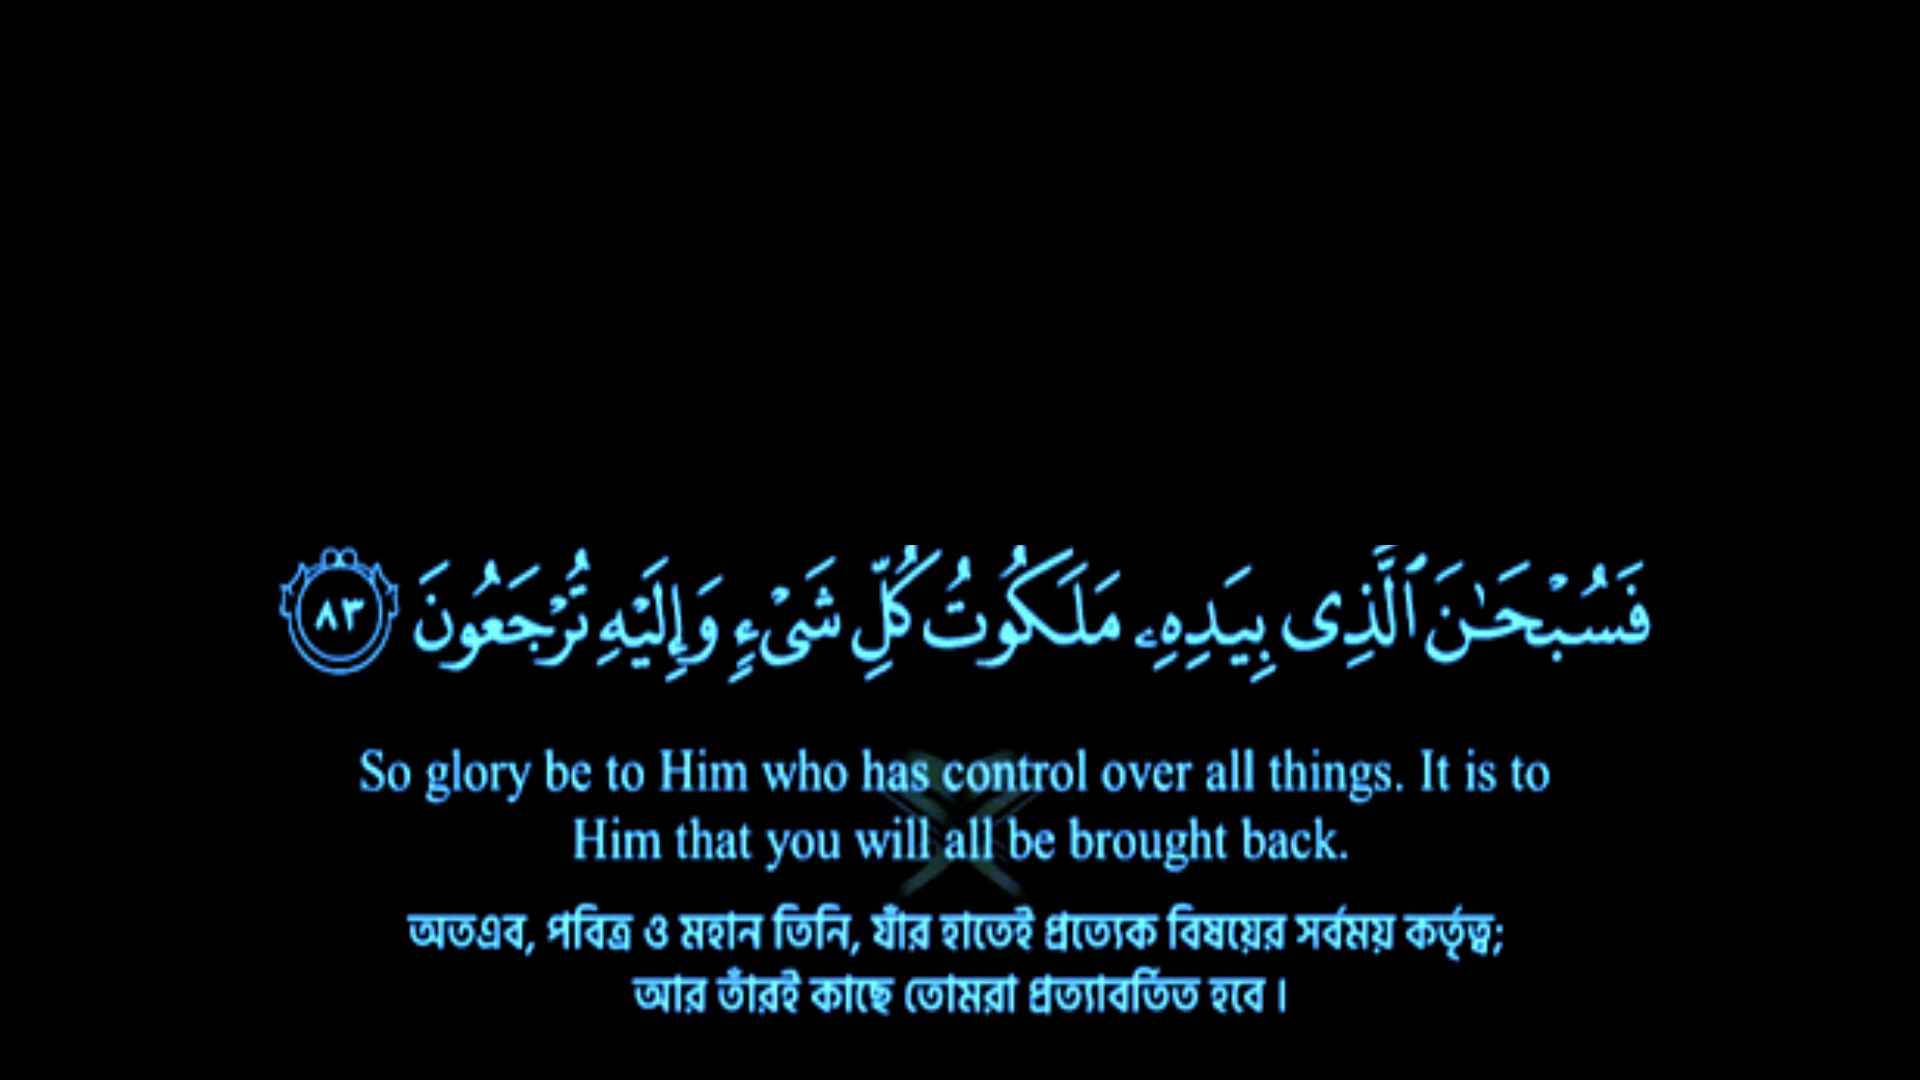 فَسُبْحَـٰنَ ٱلَّذِى بِيَدِهِۦ مَلَكُوتُ كُلِّ شَىْءٍ وَإِلَيْهِ تُرْجَعُونَ ٨٣
So glory be to Him who has control over all things. It is to
Him that you will all be brought back.
অতএব, পবিত্র ও মহান তিনি, যাঁর হাতেই প্রত্যেক বিষয়ের সর্বময় কর্তৃত্ব;
আর তাঁরই কাছে তোমরা প্রত্যাবর্তিত হবে।